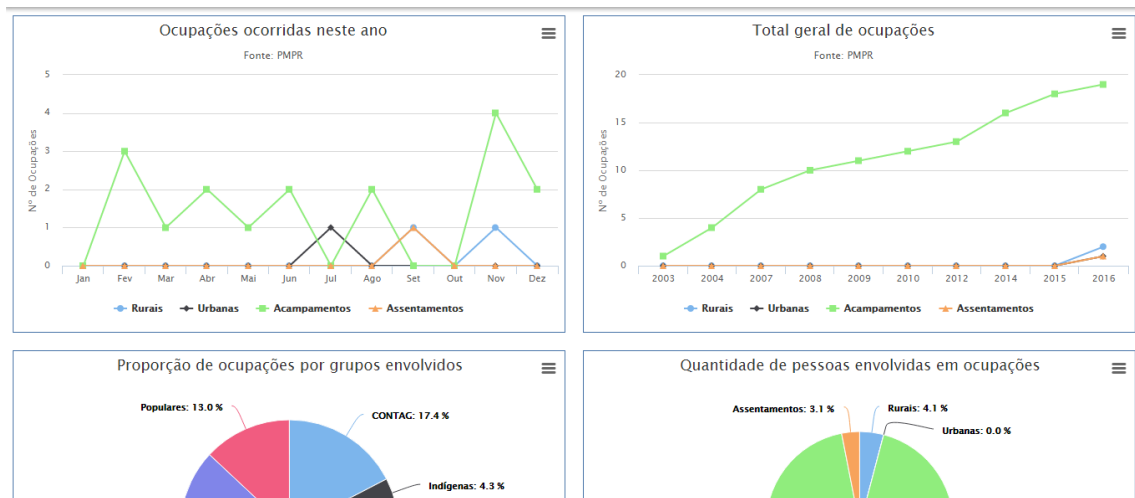 Ocupações ocorridas neste ano
Fonte: PMPR
Nº de Ocupações
5
4
3
2
1
0
Jan Fev Mar Abr Mai Jun Jul Ago Set Out Nov Dez
Rurais Urbanas Acampamentos Assentamentos
Total geral de ocupações
Fonte: PMPR
Nº de Ocupações
20
15
10
5
0
2003 2004 2007 2008 2009 2010 2012 2014 2015 2016
Rurais Urbanas Acampamentos Assentamentos
Proporção de ocupações por grupos envolvidos
Populares: 13.0 %
CONTAG: 17.4 %
Indígenas: 4.3 %
Quantidade de pessoas envolvidas em ocupações
Assentamentos: 3.1 %
Rurais: 4.1 %
Urbanas: 0.0 %